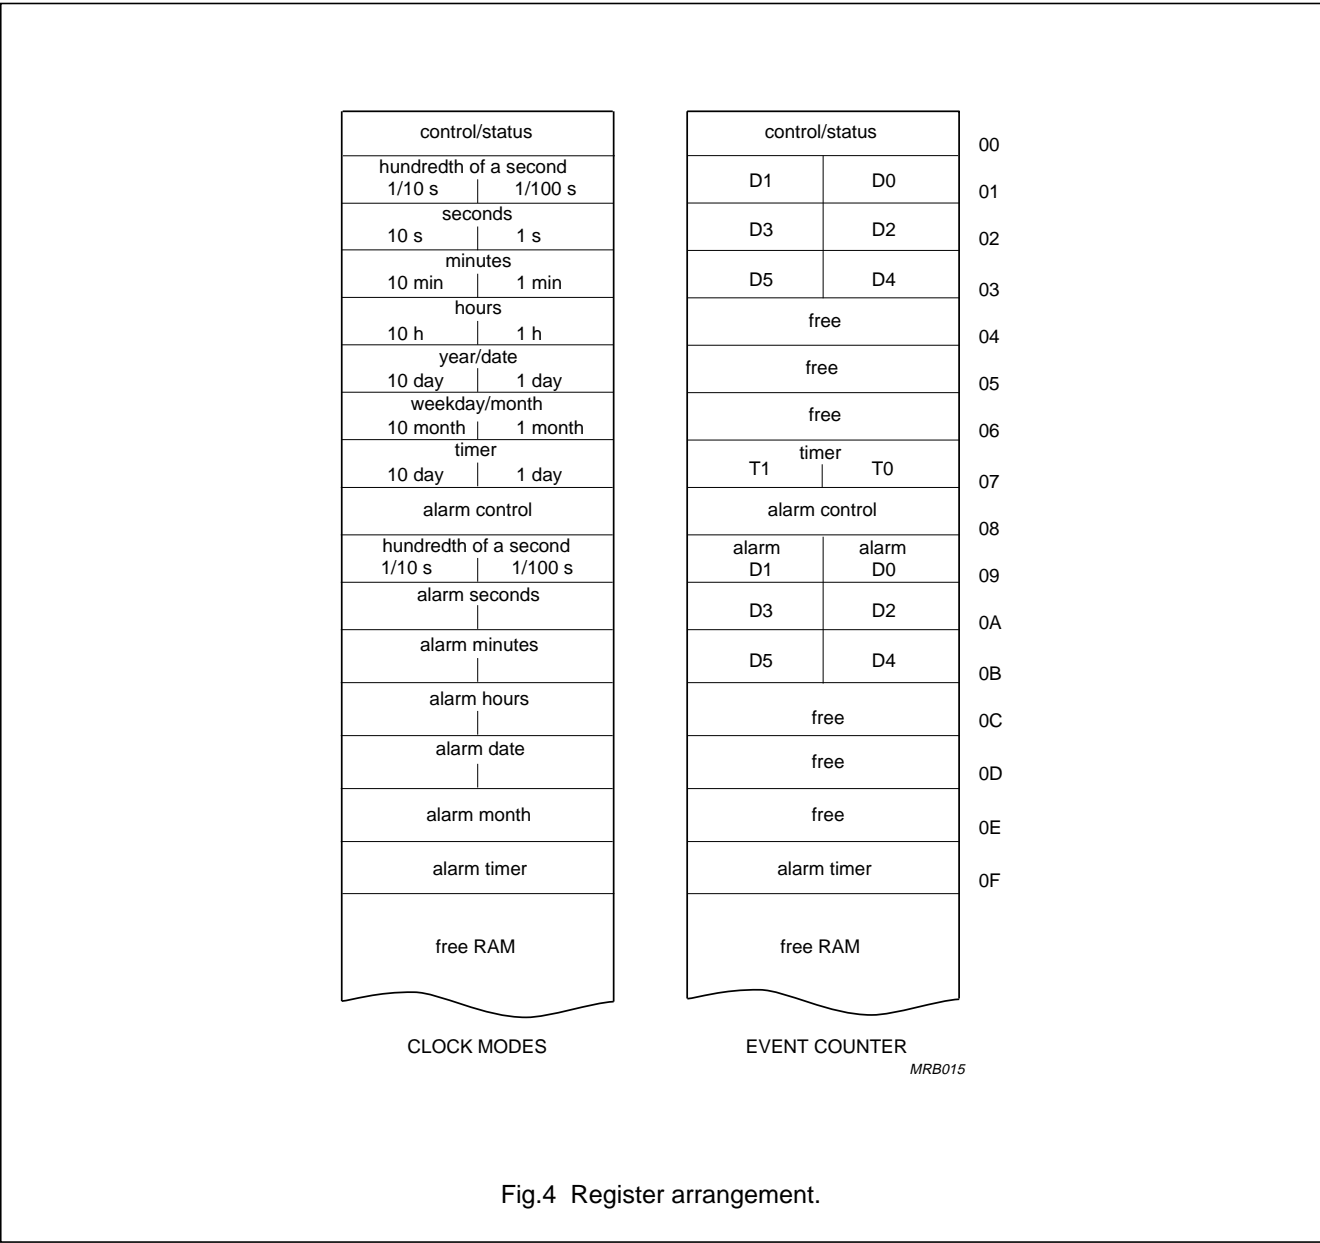 control/status control/status 00
hundredth of a second
1/10 s 1/100 s D1 D0 01
seconds
10 s 1 s D3 D2 02
minutes
10 min 1 min D5 D4 03
hours
10 h 1 h free 04
year/date
10 day 1 day free 05
weekday/month
10 month 1 month free 06
timer timer
10 day 1 day T1 T0 07
alarm control alarm control 08
hundredth of a second alarm alarm
1/10 s 1/100 s D1 D0 09
alarm seconds D3 D2 0A
alarm minutes D5 D4 0B
alarm hours free 0C
alarm date free 0D
alarm month free 0E
alarm timer alarm timer 0F
free RAM free RAM
CLOCK MODES EVENT COUNTER
MRB015
Fig.4 Register arrangement.